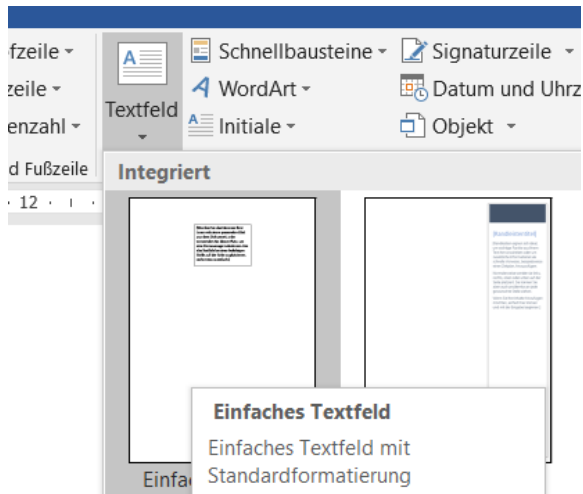 fzeile
Schnellbausteine
Signaturzeile
zeile
WordArt
Datum und Uhrz
Textfeld
enzahl
Initiale
Objekt
d Fußzeile
Integriert
12
Einfaches Textfeld
Einfaches Textfeld mit
Standardformatierung
Einfa